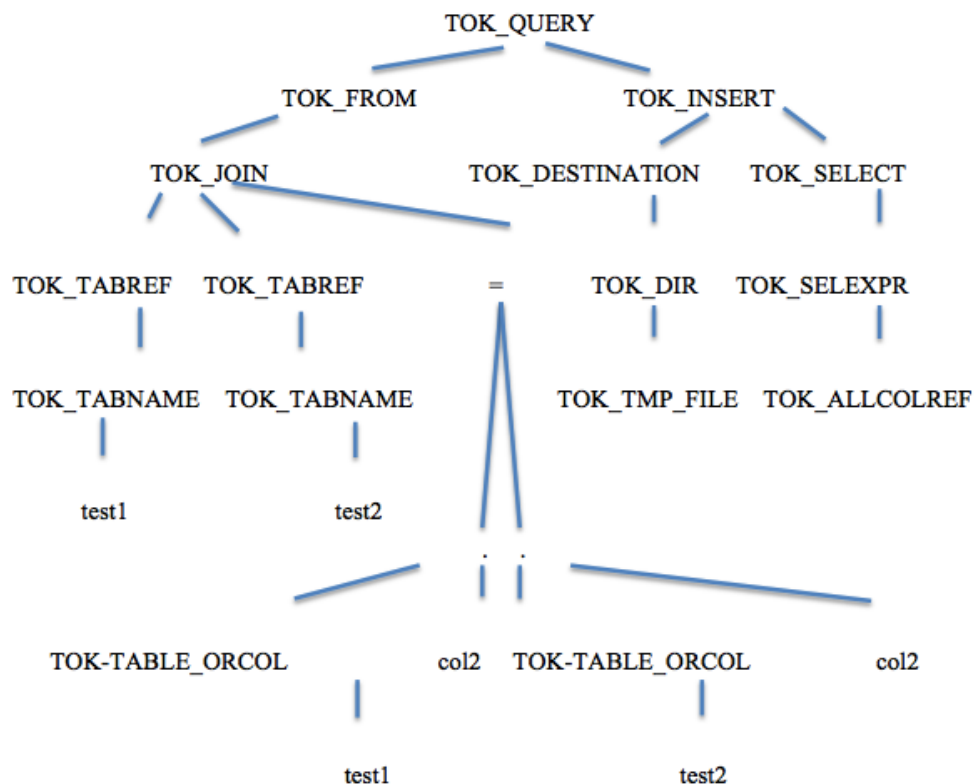 TOK_QUERY
TOK_FROM TOK_INSERT
TOK_JOIN TOK_DESTINATION TOK_SELECT
TOK_TABREF TOK_TABREF = TOK_DIR TOK_SELEXPR
TOK_TABNAME TOK_TABNAME TOK_TMP_FILE TOK_ALLCOLREF
test1 test2
. .
TOK-TABLE_ORCOL col2 TOK-TABLE_ORCOL col2
test1 test2